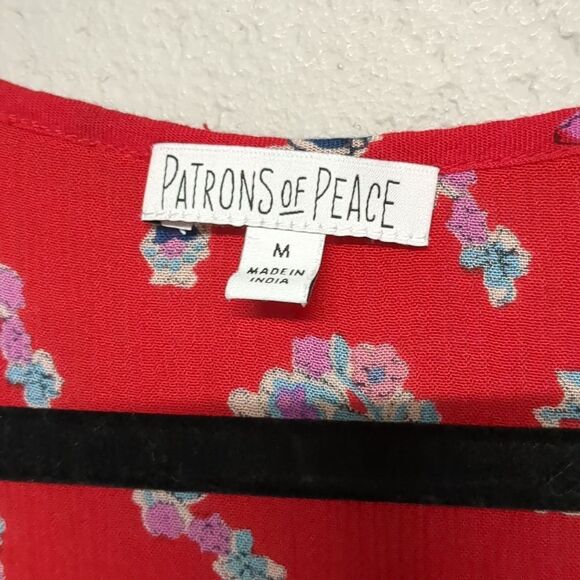 PATRONS OF PEACE
M
MADE IN
INDIA